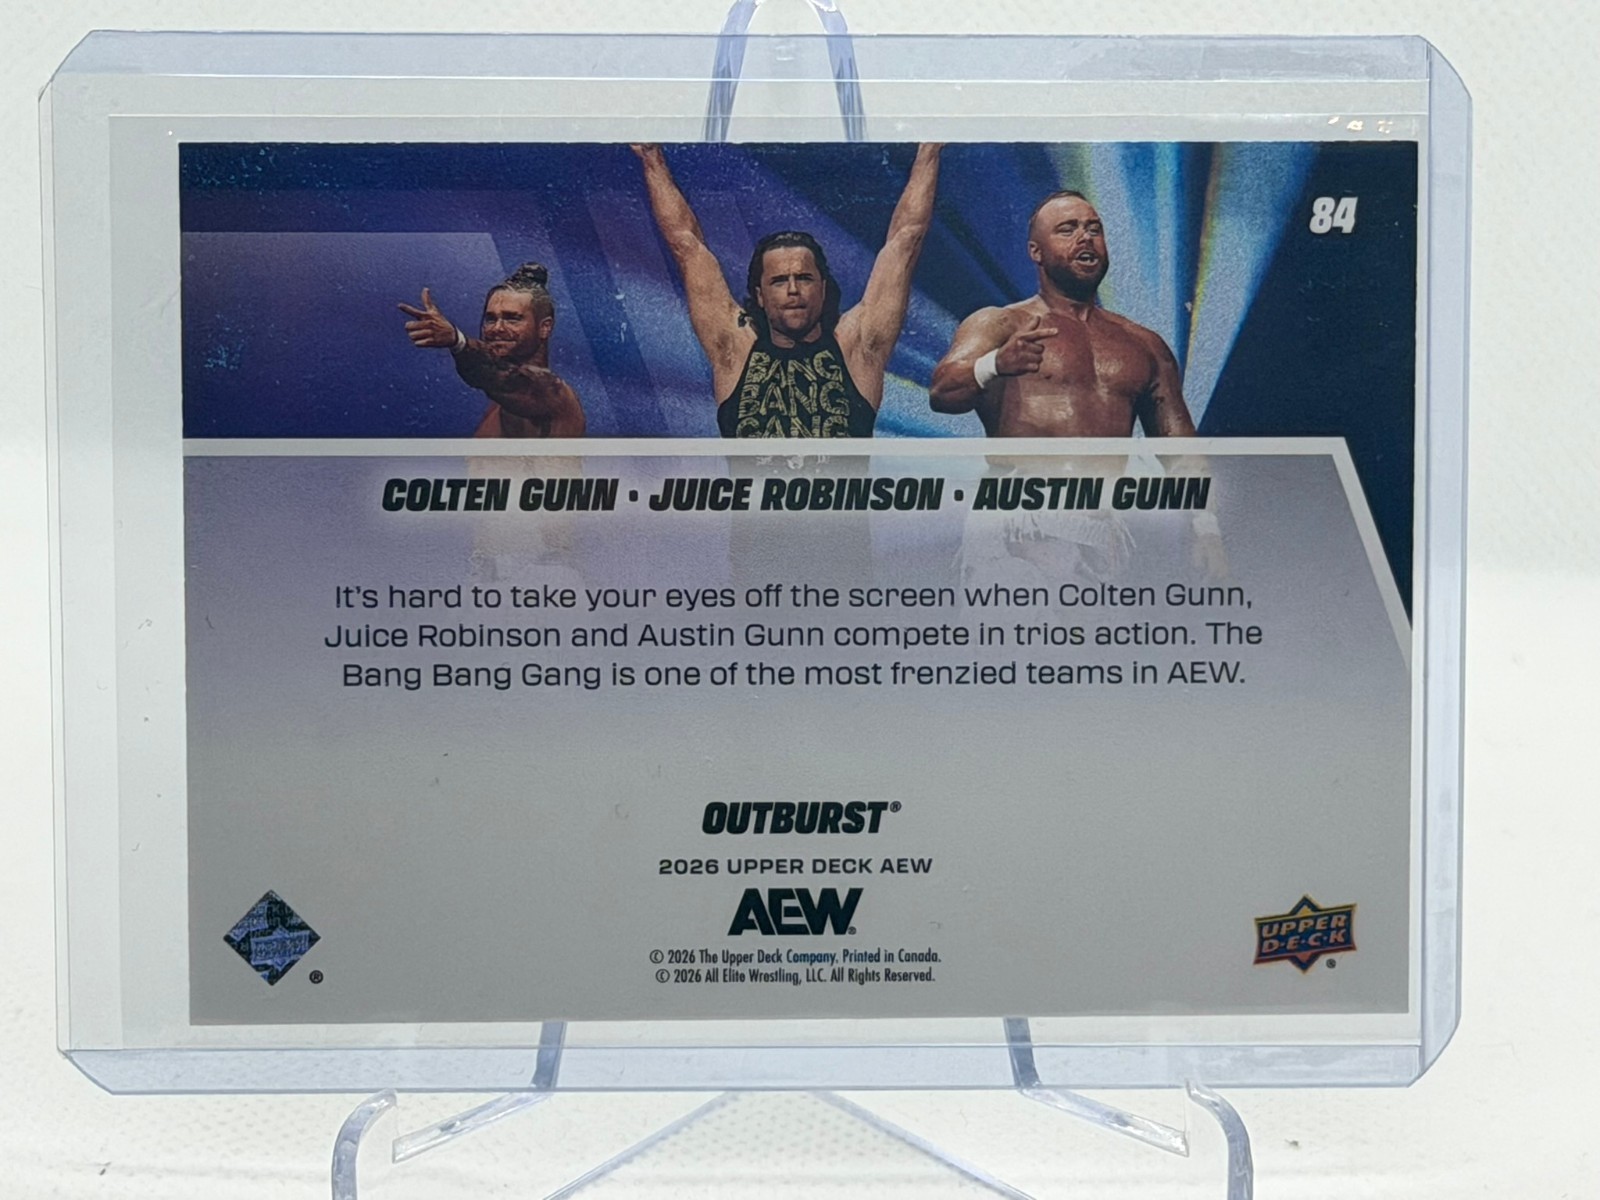 84
BANG
BANG
GANG
COLTEN GUNN • JUICE ROBINSON • AUSTIN GUNN
It's hard to take your eyes off the screen when Colten Gunn,
Juice Robinson and Austin Gunn compete in trios action. The
Bang Bang Gang is one of the most frenzied teams in AEW.
OUTBURST®
2026 UPPER DECK AEW
AEW
© 2026 The Upper Deck Company. Printed in Canada.
© 2026 All Elite Wrestling, LLC. All Rights Reserved.
®
UPPER
D·E·C·K
®